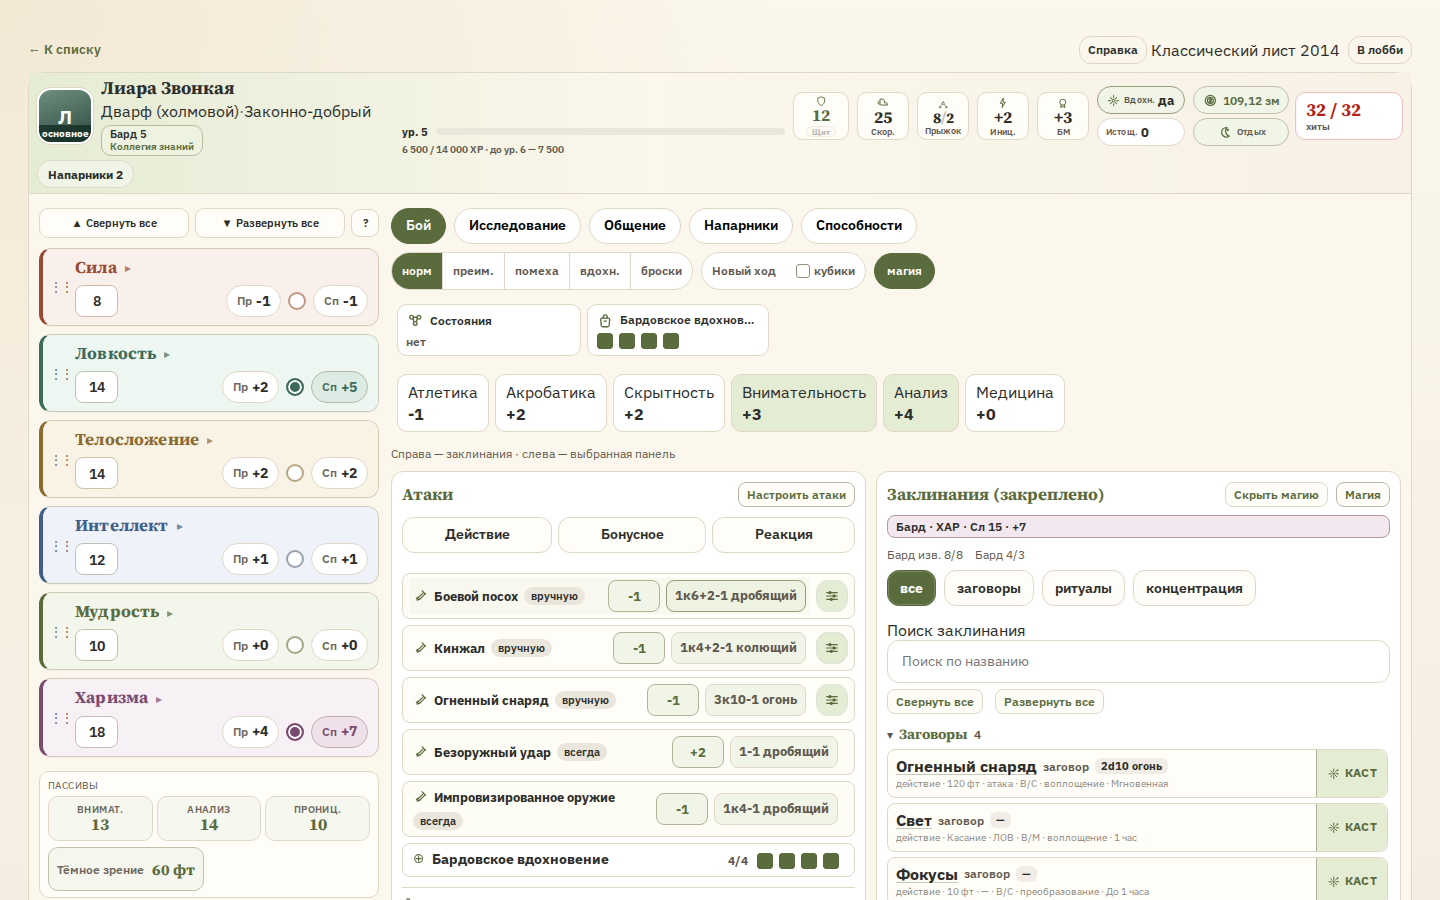 ← К списку
Справка Классический лист 2014 В лобби
Л
основное
Лиара Звонкая
Дварф (холмовой)·Законно-добрый
Бард 5
Коллегия знаний
Напарники 2
ур. 5
6 500 / 14 000 XP · до ур. 6 — 7 500
12
Щит
25
Скор.
8/2
Прыжок
+2
Иниц.
+3
БМ
Вдохн. да
Истощ. 0
109,12 зм
Отдых
32 / 32
хиты
▲ Свернуть все ▼ Развернуть все ?
Сила ▸
8 Пр -1 Сп -1
Ловкость ▸
14 Пр +2 Сп +5
Телосложение ▸
14 Пр +2 Сп +2
Интеллект ▸
12 Пр +1 Сп +1
Мудрость ▸
10 Пр +0 Сп +0
Харизма ▸
18 Пр +4 Сп +7
ПАССИВЫ
ВНИМАТ.
13
АНАЛИЗ
14
ПРОНИЦ.
10
Тёмное зрение 60 фт
Бой Исследование Общение Напарники Способности
норм преим. помеха вдохн. броски Новый ход кубики магия
Состояния
нет
Бардовское вдохнов...
Атлетика
-1
Акробатика
+2
Скрытность
+2
Внимательность
+3
Анализ
+4
Медицина
+0
Справа — заклинания · слева — выбранная панель
Атаки Настроить атаки
Действие Бонусное Реакция
Боевой посох вручную -1 1к6+2-1 дробящий
Кинжал вручную -1 1к4+2-1 колющий
Огненный снаряд вручную -1 3к10-1 огонь
Безоружный удар всегда +2 1-1 дробящий
Импровизированное оружие
всегда
-1 1к4-1 дробящий
Бардовское вдохновение 4/4
Заклинания (закреплено) Скрыть магию Магия
Бард · ХАР · Сл 15 · +7
Бард изв. 8/8 Бард 4/3
все заговоры ритуалы концентрация
Поиск заклинания
Поиск по названию
Свернуть все Развернуть все
▾ Заговоры 4
Огненный снаряд заговор 2d10 огонь
действие · 120 фт · атака · В/С · воплощение · Мгновенная
КАСТ
Свет заговор —
действие · Касание · ЛОВ · В/М · воплощение · 1 час
КАСТ
Фокусы заговор —
действие · 10 фт · — · В/С · преобразование · До 1 часа
КАСТ